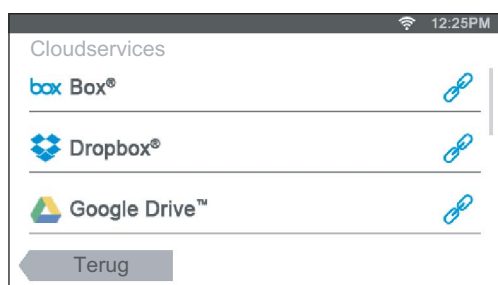 12:25PM
Cloudservices
box Box®
Dropbox®
Google Drive™
Terug